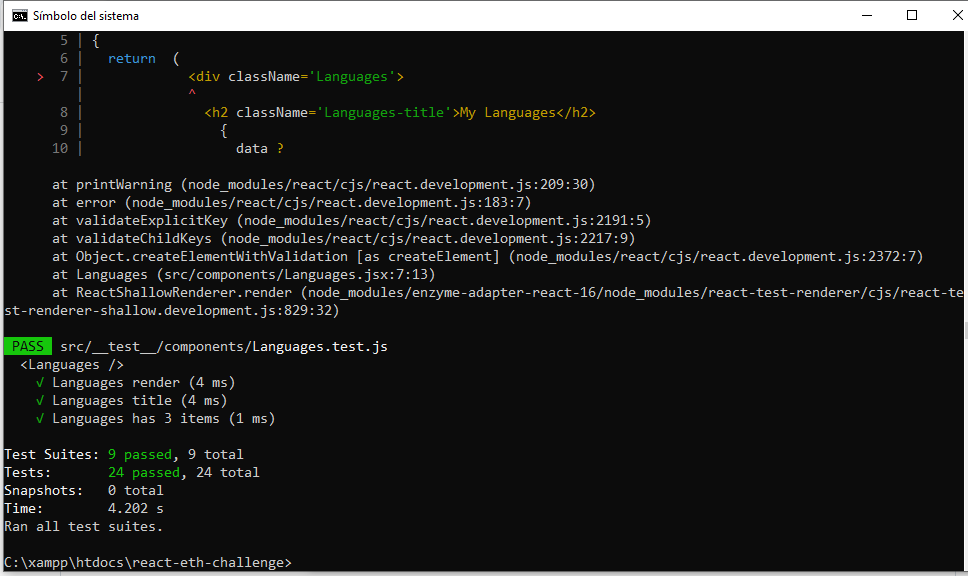 Símbolo del sistema
5 | {
6 |   return  (
> 7 |             <div className='Languages'>
|             ^
8 |               <h2 className='Languages-title'>My Languages</h2>
9 |                 {
10 |                   data ?
at printWarning (node_modules/react/cjs/react.development.js:209:30)
at error (node_modules/react/cjs/react.development.js:183:7)
at validateExplicitKey (node_modules/react/cjs/react.development.js:2191:5)
at validateChildKeys (node_modules/react/cjs/react.development.js:2217:9)
at Object.createElementWithValidation [as createElement] (node_modules/react/cjs/react.development.js:2372:7)
at Languages (src/components/Languages.jsx:7:13)
at ReactShallowRenderer.render (node_modules/enzyme-adapter-react-16/node_modules/react-test-renderer/cjs/react-te
st-renderer-shallow.development.js:829:32)
PASS src/__test__/components/Languages.test.js
<Languages />
√ Languages render (4 ms)
√ Languages title (4 ms)
√ Languages has 3 items (1 ms)
Test Suites: 9 passed, 9 total
Tests:       24 passed, 24 total
Snapshots:   0 total
Time:        4.202 s
Ran all test suites.
C:\xampp\htdocs\react-eth-challenge>